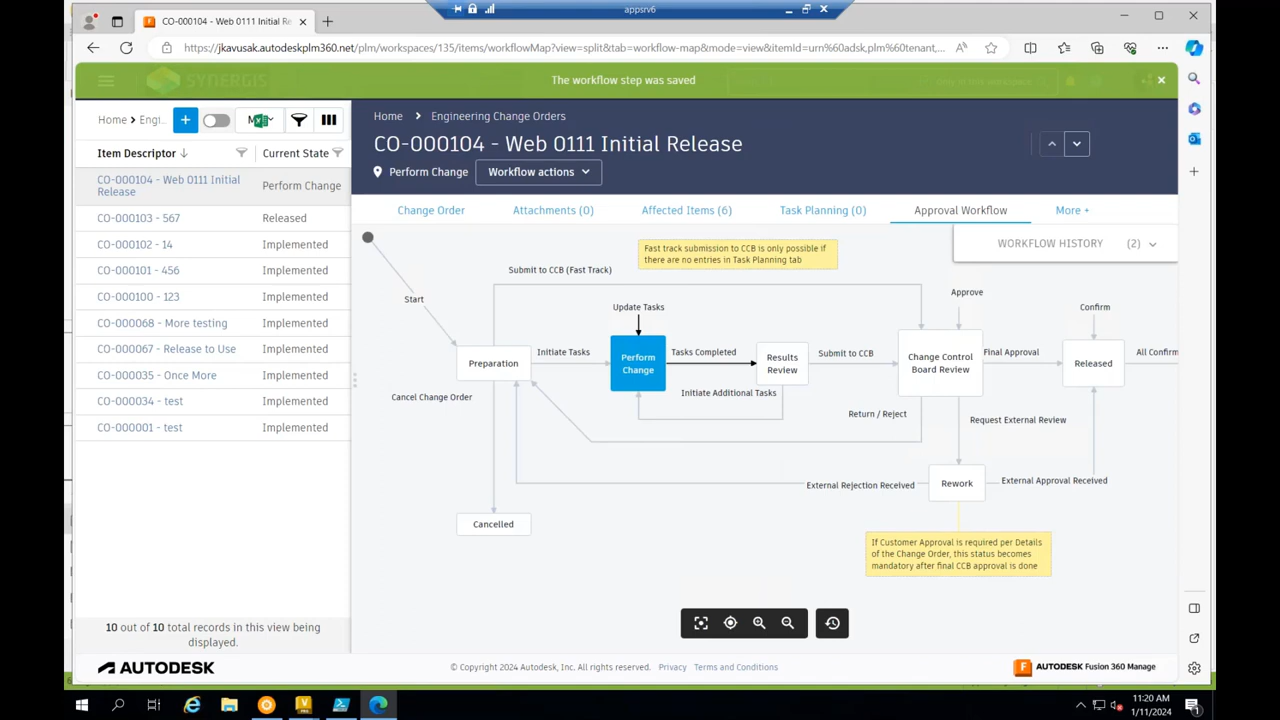 appsrv6
CO-000104 - Web 0111 Initial Re
https://jkavusak.autodeskplm360.net/plm/workspaces/135/items/workflowMap?view=split&tab=workflow-map&mode=view&itemId=urn%60adsk,plm%60tenant,...
The workflow step was saved
SYNERGIS
Home > Engi...
Item Descriptor
Current State
CO-000104 - Web 0111 Initial
Release
Perform Change
CO-000103 - 567
Released
CO-000102 - 14
Implemented
CO-000101 - 456
Implemented
CO-000100 - 123
Implemented
CO-000068 - More testing
Implemented
CO-000067 - Release to Use
Implemented
CO-000035 - Once More
Implemented
CO-000034 - test
Implemented
CO-000001 - test
Implemented
10 out of 10 total records in this view being
displayed.
Home > Engineering Change Orders
CO-000104 - Web 0111 Initial Release
Perform Change
Workflow actions
Change Order
Attachments (0)
Affected Items (6)
Task Planning (0)
Approval Workflow
More +
WORKFLOW HISTORY (2)
Fast track submission to CCB is only possible if
there are no entries in Task Planning tab
Submit to CCB (Fast Track)
Start
Update Tasks
Approve
Confirm
Preparation
Initiate Tasks
Perform
Change
Tasks Completed
Results
Review
Submit to CCB
Change Control
Board Review
Final Approval
Released
All Confirm
Cancel Change Order
Initiate Additional Tasks
Return / Reject
Request External Review
External Rejection Received
Rework
External Approval Received
Cancelled
If Customer Approval is required per Details
of the Change Order, this status becomes
mandatory after final CCB approval is done
AUTODESK
© Copyright 2024 Autodesk, Inc. All rights reserved.
Privacy
Terms and Conditions
AUTODESK Fusion 360 Manage
11:20 AM
1/11/2024